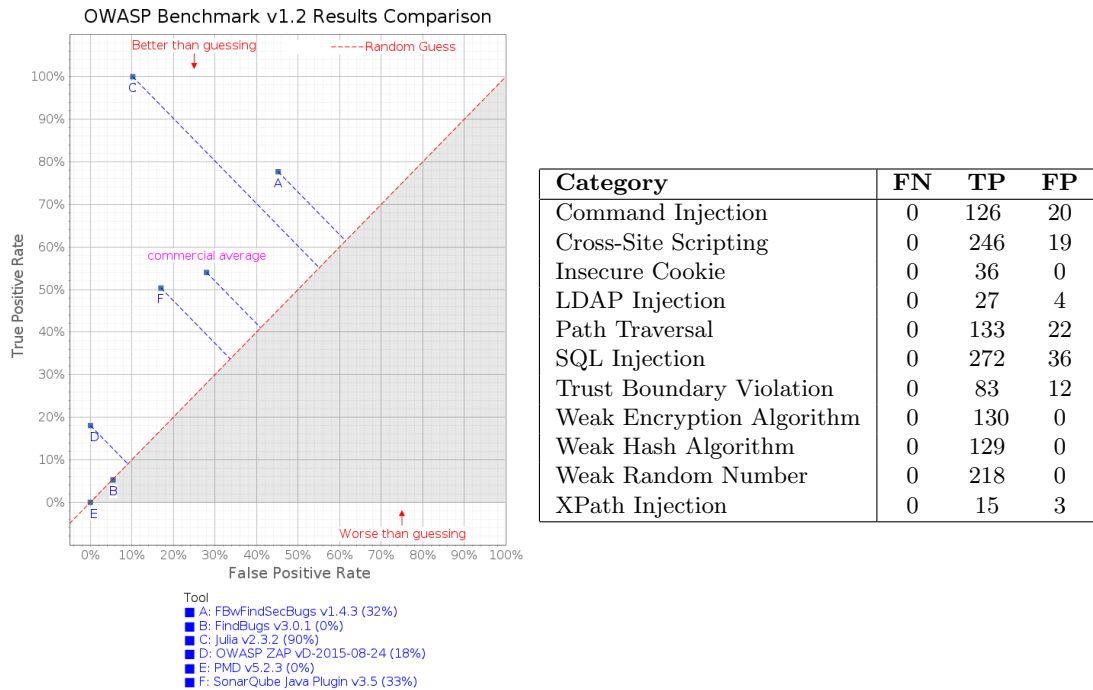 OWASP Benchmark v1.2 Results Comparison
Better than guessing
Random Guess
100%
90%
80%
70%
60%
50%
40%
30%
20%
10%
0%
True Positive Rate
C
A
commercial average
F
D
B
E
Worse than guessing
0% 10% 20% 30% 40% 50% 60% 70% 80% 90% 100%
False Positive Rate
Tool
A: FBwFindSecBugs v1.4.3 (32%)
B: FindBugs v3.0.1 (0%)
C: Julia v2.3.2 (90%)
D: OWASP ZAP vD-2015-08-24 (18%)
E: PMD v5.2.3 (0%)
F: SonarQube Java Plugin v3.5 (33%)
Category FN TP FP
Command Injection 0 126 20
Cross-Site Scripting 0 246 19
Insecure Cookie 0 36 0
LDAP Injection 0 27 4
Path Traversal 0 133 22
SQL Injection 0 272 36
Trust Boundary Violation 0 83 12
Weak Encryption Algorithm 0 130 0
Weak Hash Algorithm 0 129 0
Weak Random Number 0 218 0
XPath Injection 0 15 3